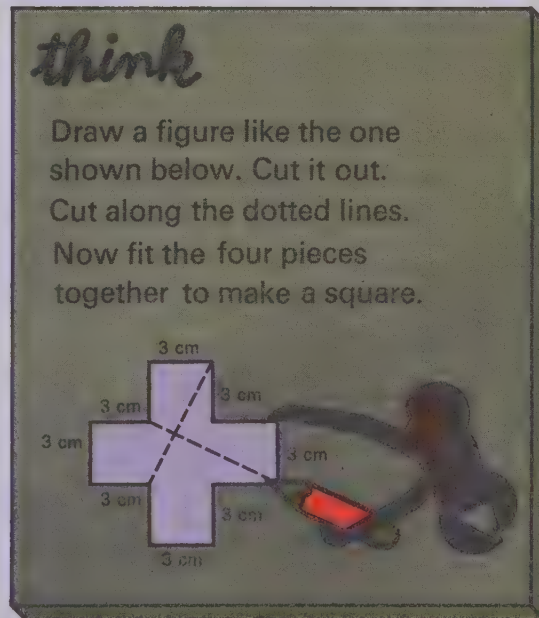 think
Draw a figure like the one
shown below. Cut it out.
Cut along the dotted lines.
Now fit the four pieces
together to make a square.
3 cm
3 cm
3 cm
3 cm
3 cm
3 cm
3 cm
3 cm